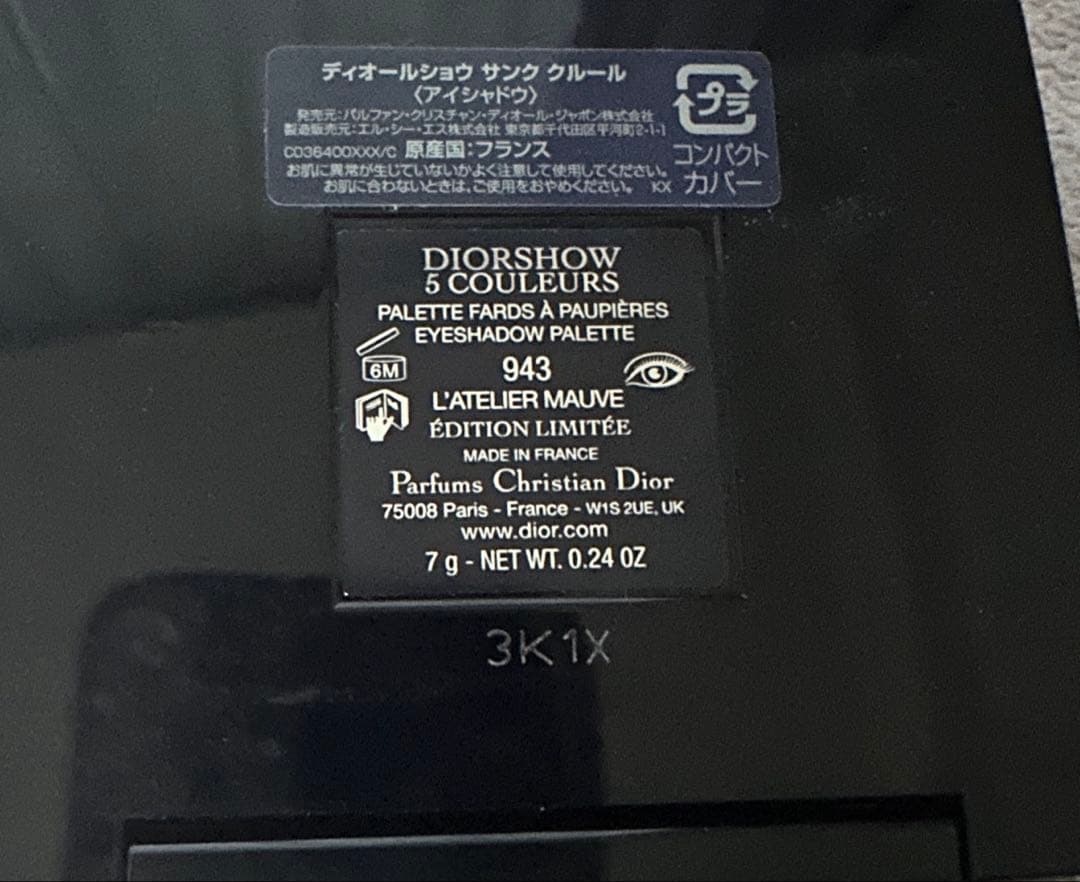 ディオールショウ サンク クルール
〈アイシャドウ〉
発売元:パルファン・クリスチャン・ディオール・ジャポン株式会社
製造販売元:エル・シー・エス株式会社 東京都千代田区平河町2-1-1
CD36400XXX/C 原産国:フランス
お肌に異常が生じていないかよく注意して使用してください。
お肌に合わないときは、ご使用をおやめください。 KX
プラ
コンパクト
カバー
DIORSHOW
5 COULEURS
PALETTE FARDS À PAUPIÈRES
EYESHADOW PALETTE
6M
943
L'ATELIER MAUVE
ÉDITION LIMITÉE
MADE IN FRANCE
Parfums Christian Dior
75008 Paris - France - W1S 2UE, UK
www.dior.com
7 g - NET WT. 0.24 OZ
3K1X